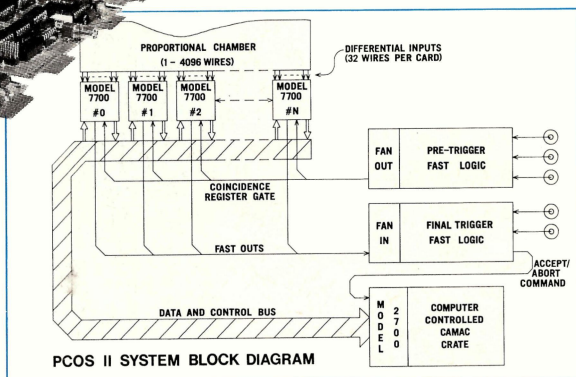 PROPORTIONAL CHAMBER
(1 - 4096 WIRES)
DIFFERENTIAL INPUTS
(32 WIRES PER CARD)
MODEL
7700
#0
MODEL
7700
#1
MODEL
7700
#2
MODEL
7700
#N
FAN
OUT
PRE-TRIGGER
FAST LOGIC
COINCIDENCE
REGISTER GATE
FAN
IN
FINAL TRIGGER
FAST LOGIC
FAST OUTS
ACCEPT/
ABORT
COMMAND
MODEL
2700
COMPUTER
CONTROLLED
CAMAC
CRATE
DATA AND CONTROL BUS
PCOS II SYSTEM BLOCK DIAGRAM